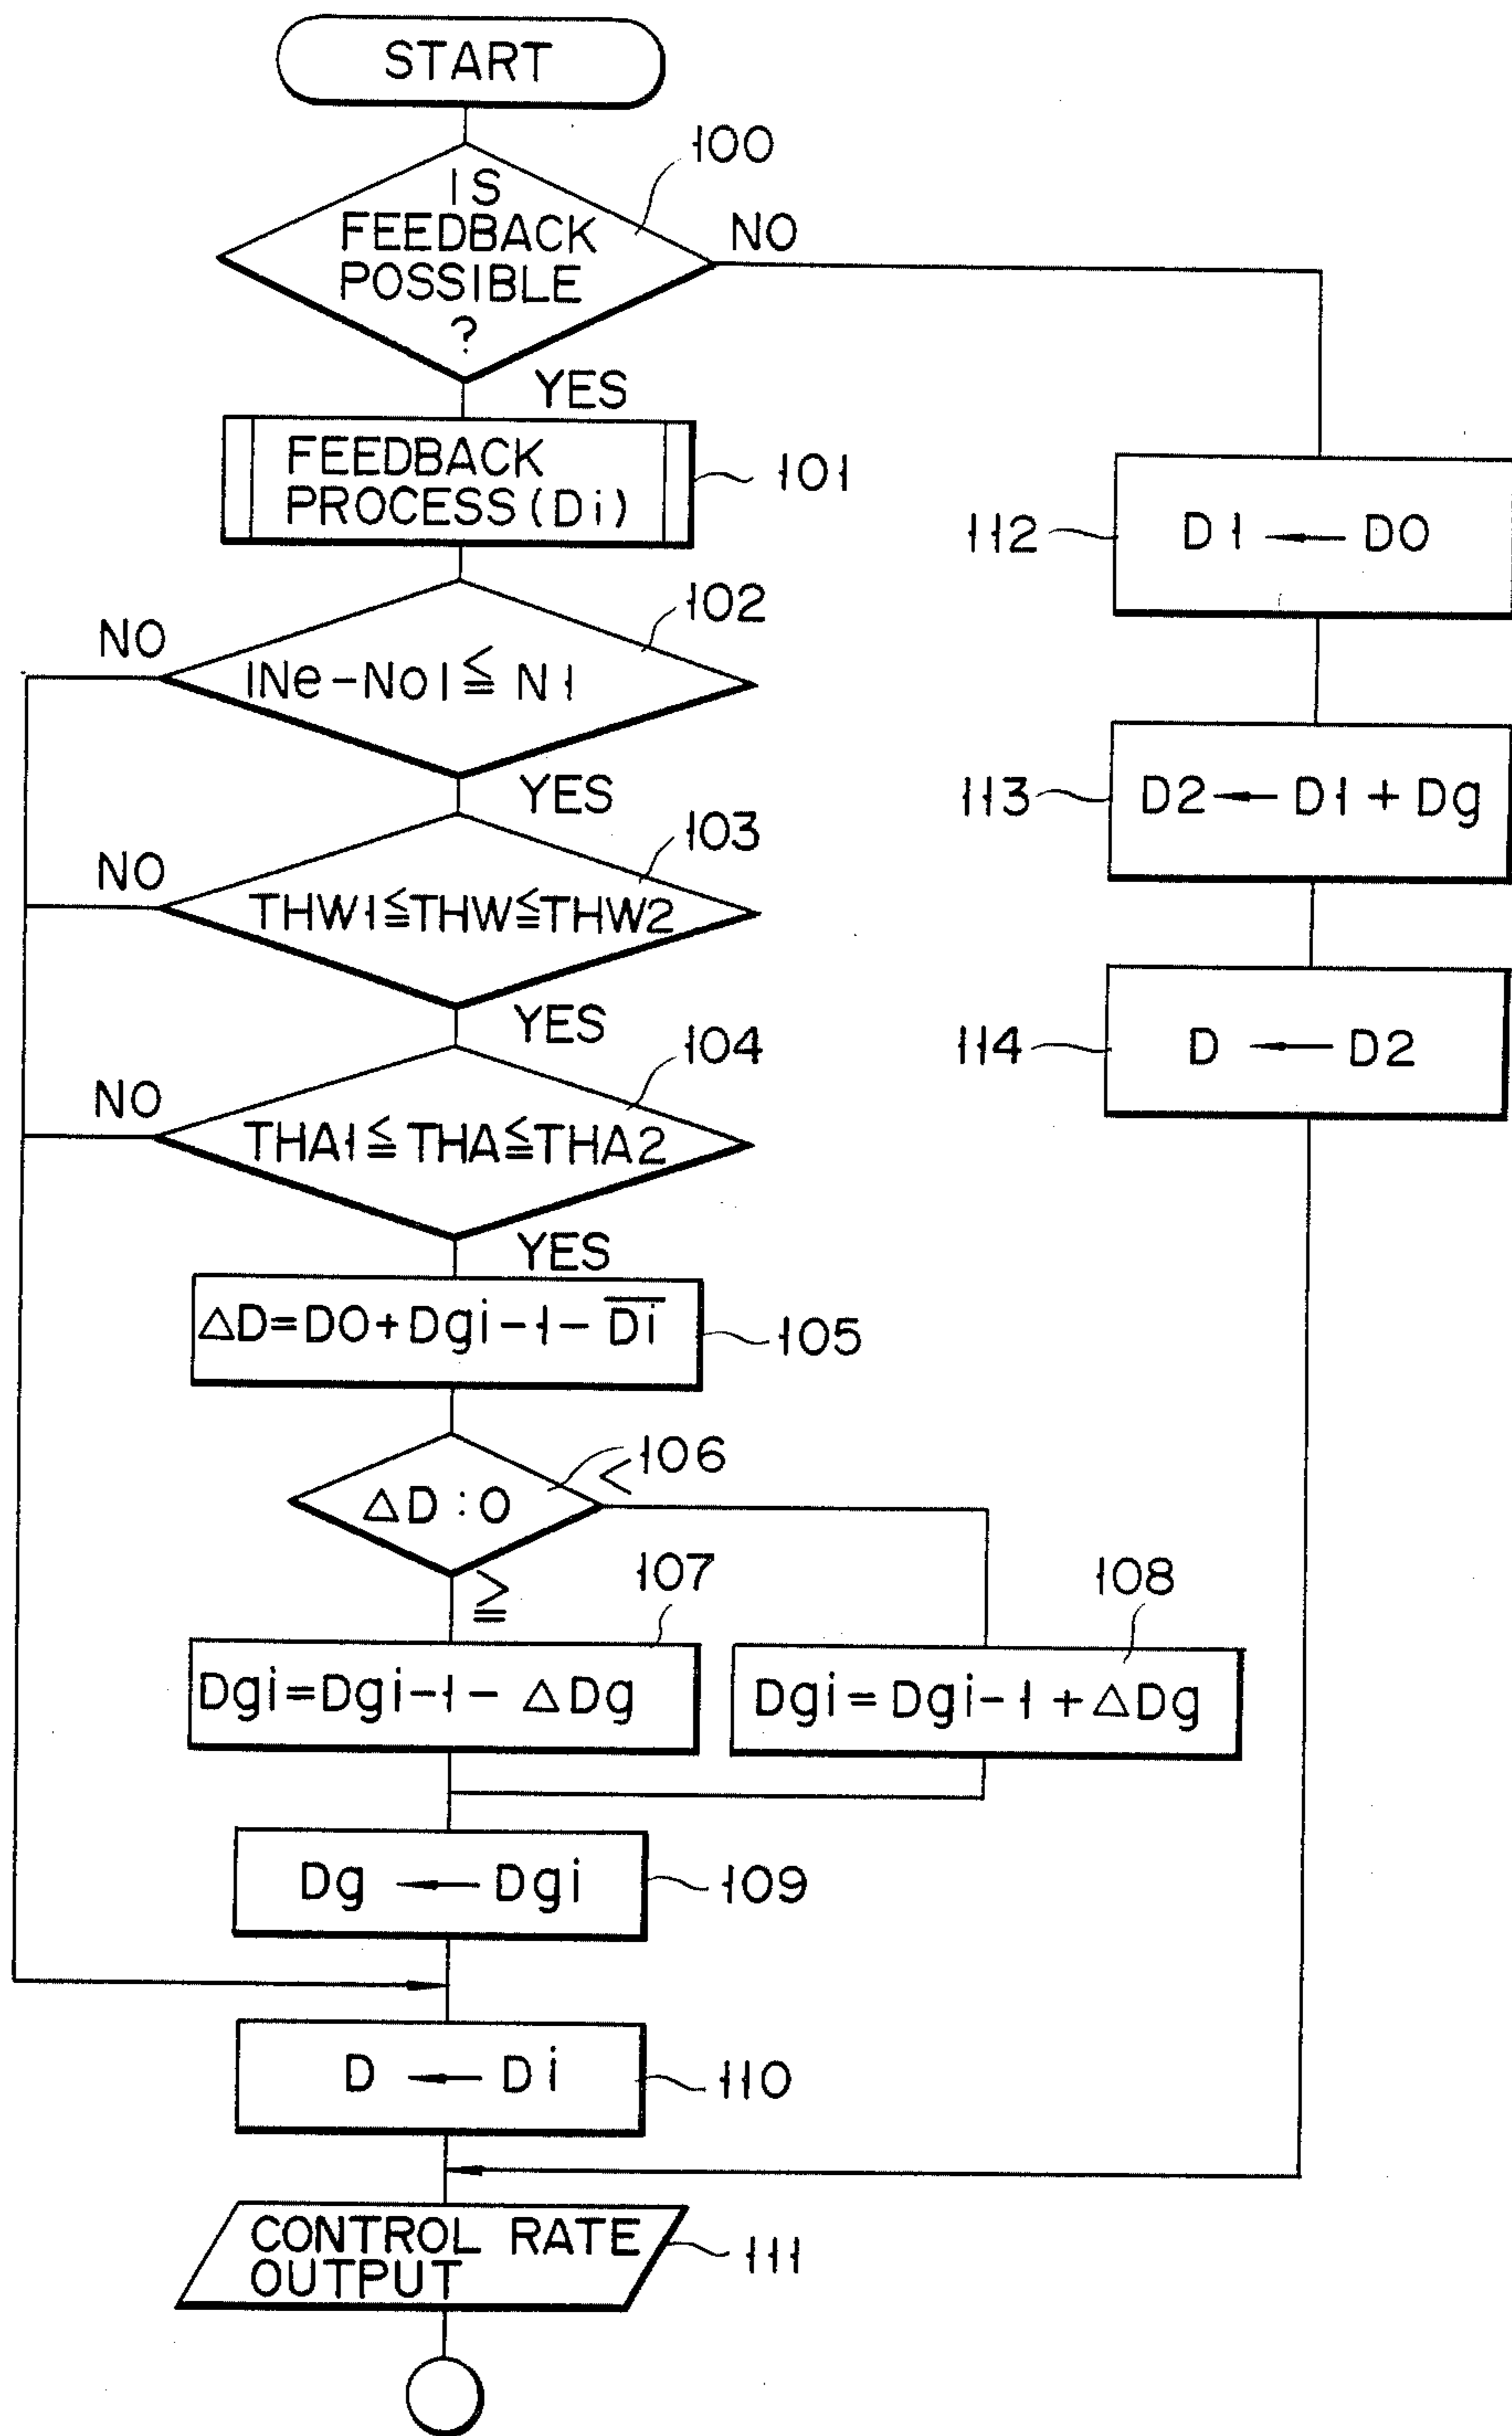 START
100
IS
FEEDBACK
POSSIBLE
?
NO
YES
FEEDBACK
PROCESS(Di)
101
102
NO
|Ne-No|≦N1
YES
103
NO
THW1≦THW≦THW2
YES
104
NO
THA1≦THA≦THA2
YES
ΔD=D0+Dgi-1-D̅i̅
105
106
<
ΔD:0
≧
107
Dgi=Dgi-1-ΔDg
108
Dgi=Dgi-1+ΔDg
Dg←Dgi
109
D←Di
110
CONTROL RATE
OUTPUT
111
112
D1←D0
113
D2←D1+Dg
114
D←D2